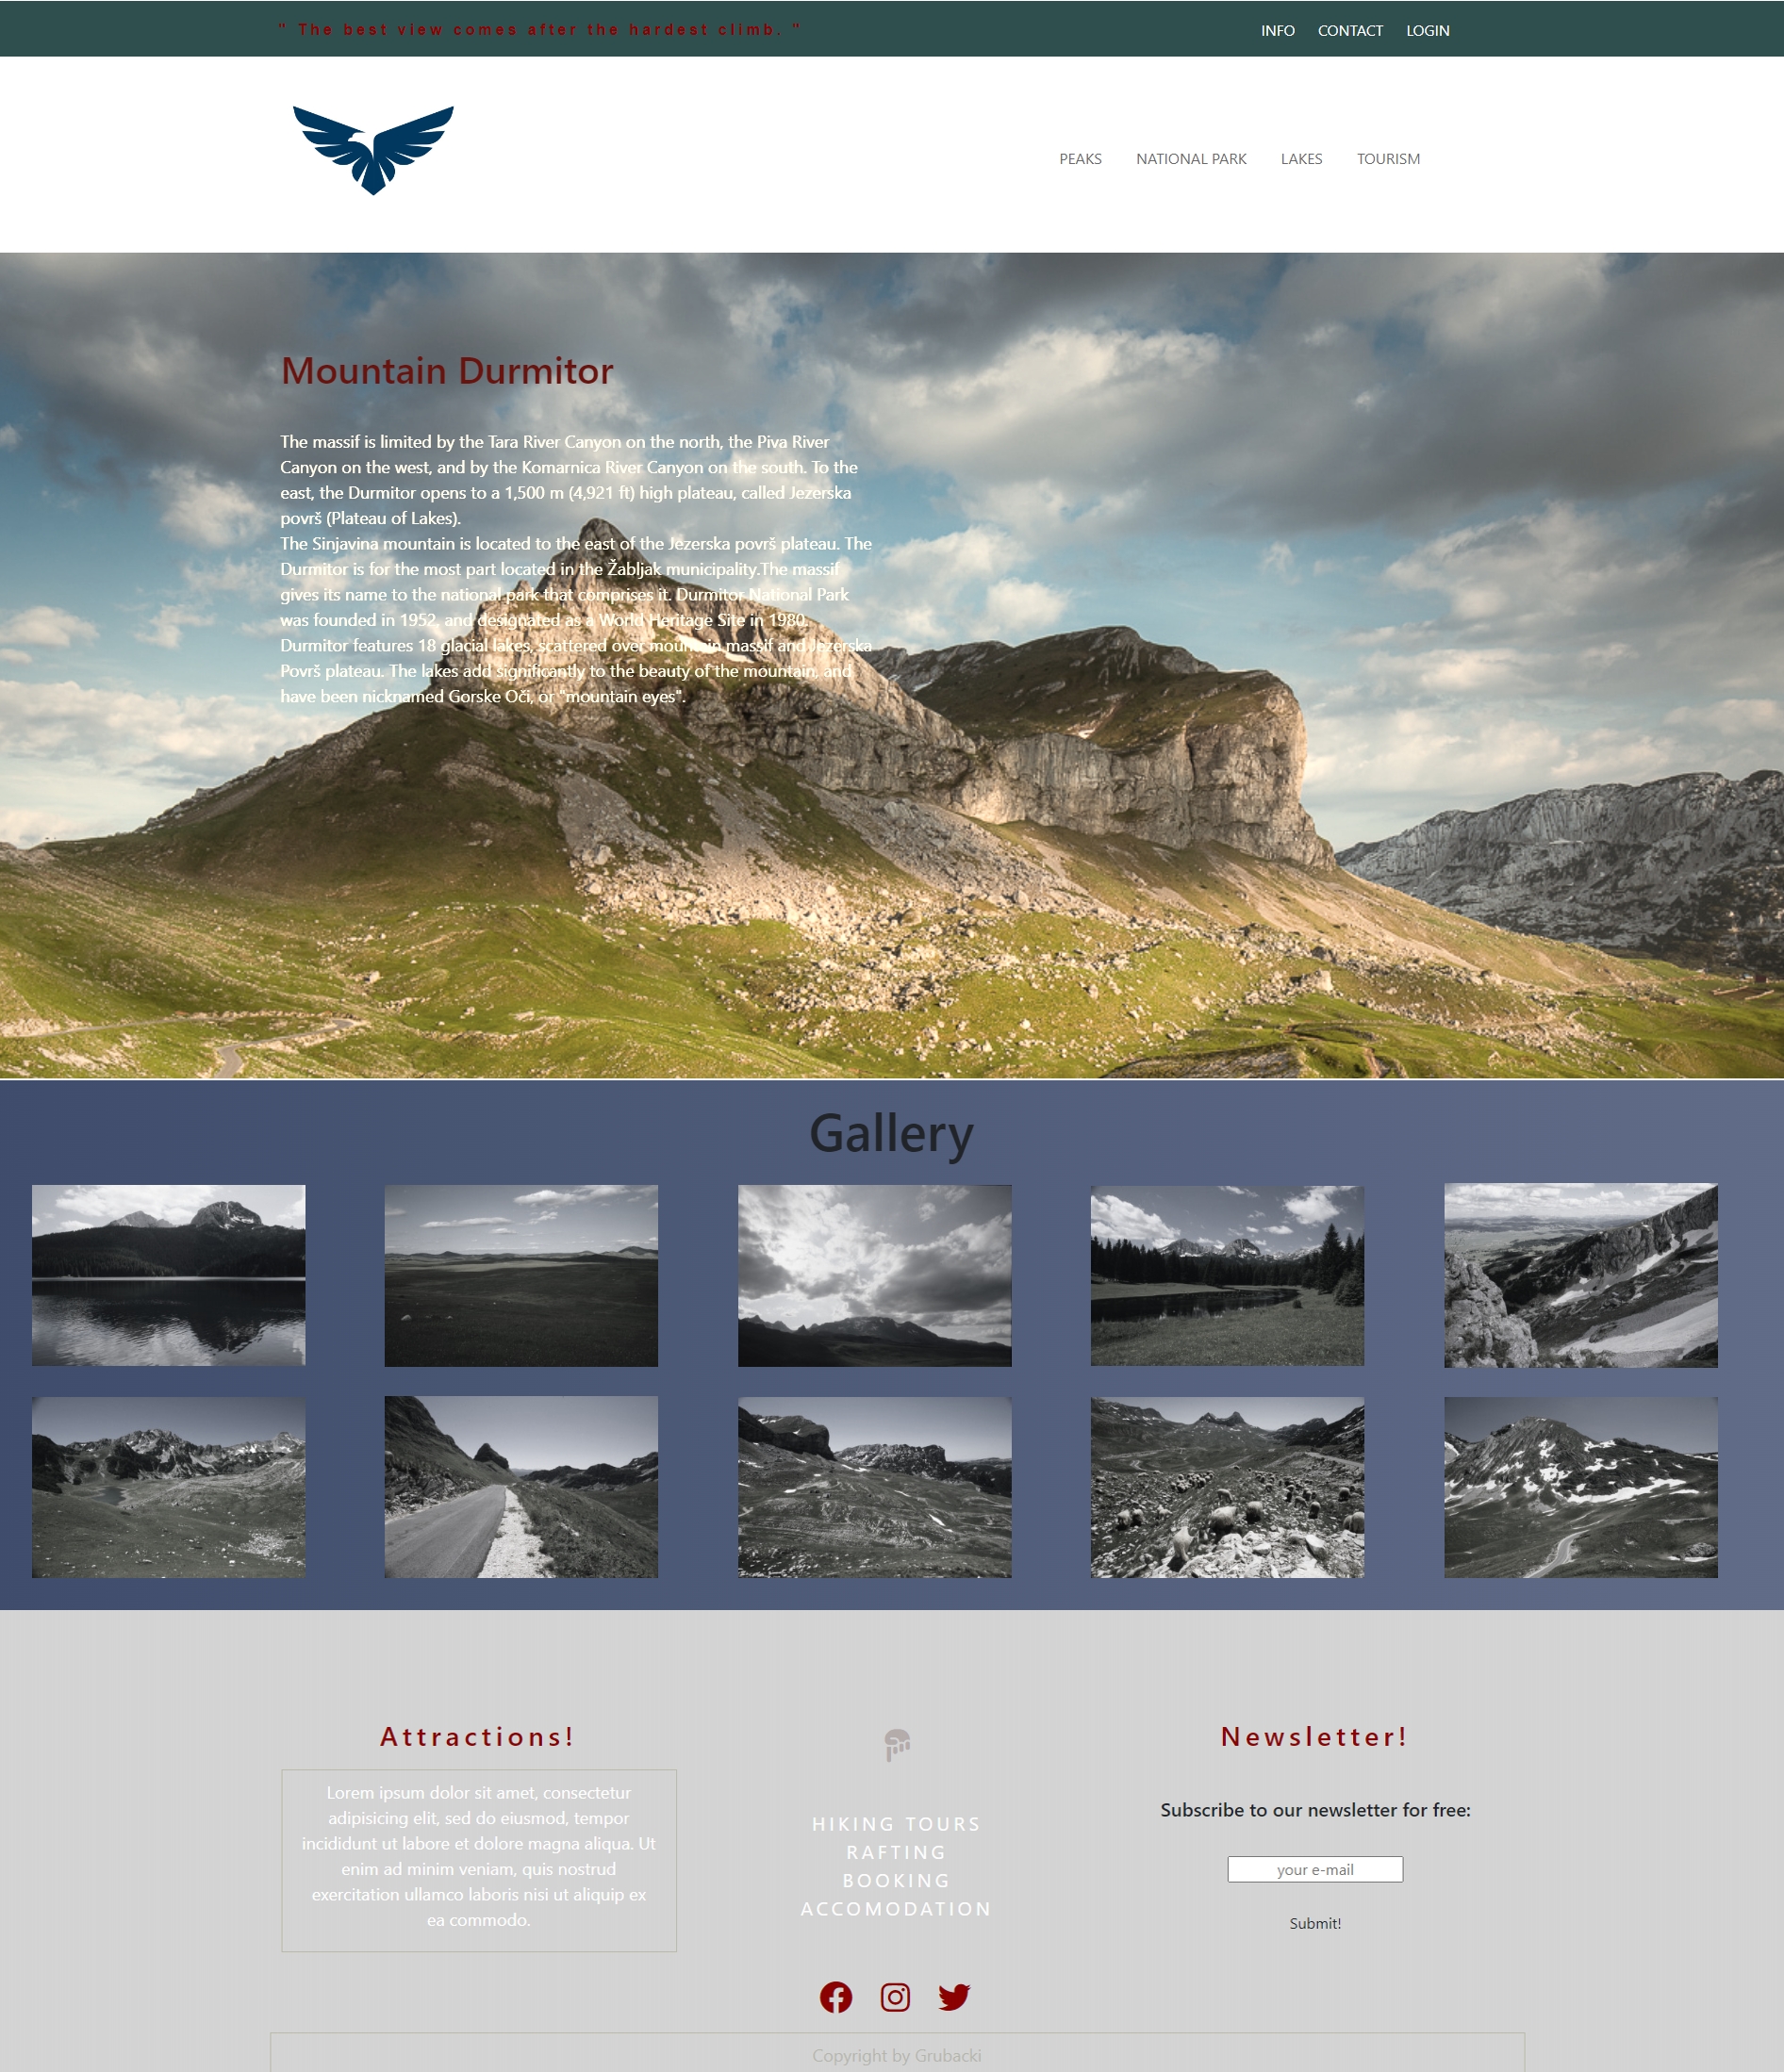 " The best view comes after the hardest climb. "
INFO CONTACT LOGIN
PEAKS NATIONAL PARK LAKES TOURISM
Mountain Durmitor
The massif is limited by the Tara River Canyon on the north, the Piva River
Canyon on the west, and by the Komarnica River Canyon on the south. To the
east, the Durmitor opens to a 1,500 m (4,921 ft) high plateau, called Jezerska
površ (Plateau of Lakes).
The Sinjavina mountain is located to the east of the Jezerska površ plateau. The
Durmitor is for the most part located in the Žabljak municipality.The massif
gives its name to the national park that comprises it. Durmitor National Park
was founded in 1952, and designated as a World Heritage Site in 1980.
Durmitor features 18 glacial lakes, scattered over mountain massif and Jezerska
Površ plateau. The lakes add significantly to the beauty of the mountain, and
have been nicknamed Gorske Oči, or "mountain eyes".
Gallery
Attractions!
Lorem ipsum dolor sit amet, consectetur
adipisicing elit, sed do eiusmod, tempor
incididunt ut labore et dolore magna aliqua. Ut
enim ad minim veniam, quis nostrud
exercitation ullamco laboris nisi ut aliquip ex
ea commodo.
HIKING TOURS
RAFTING
BOOKING
ACCOMODATION
Newsletter!
Subscribe to our newsletter for free:
your e-mail
Submit!
Copyright by Grubacki